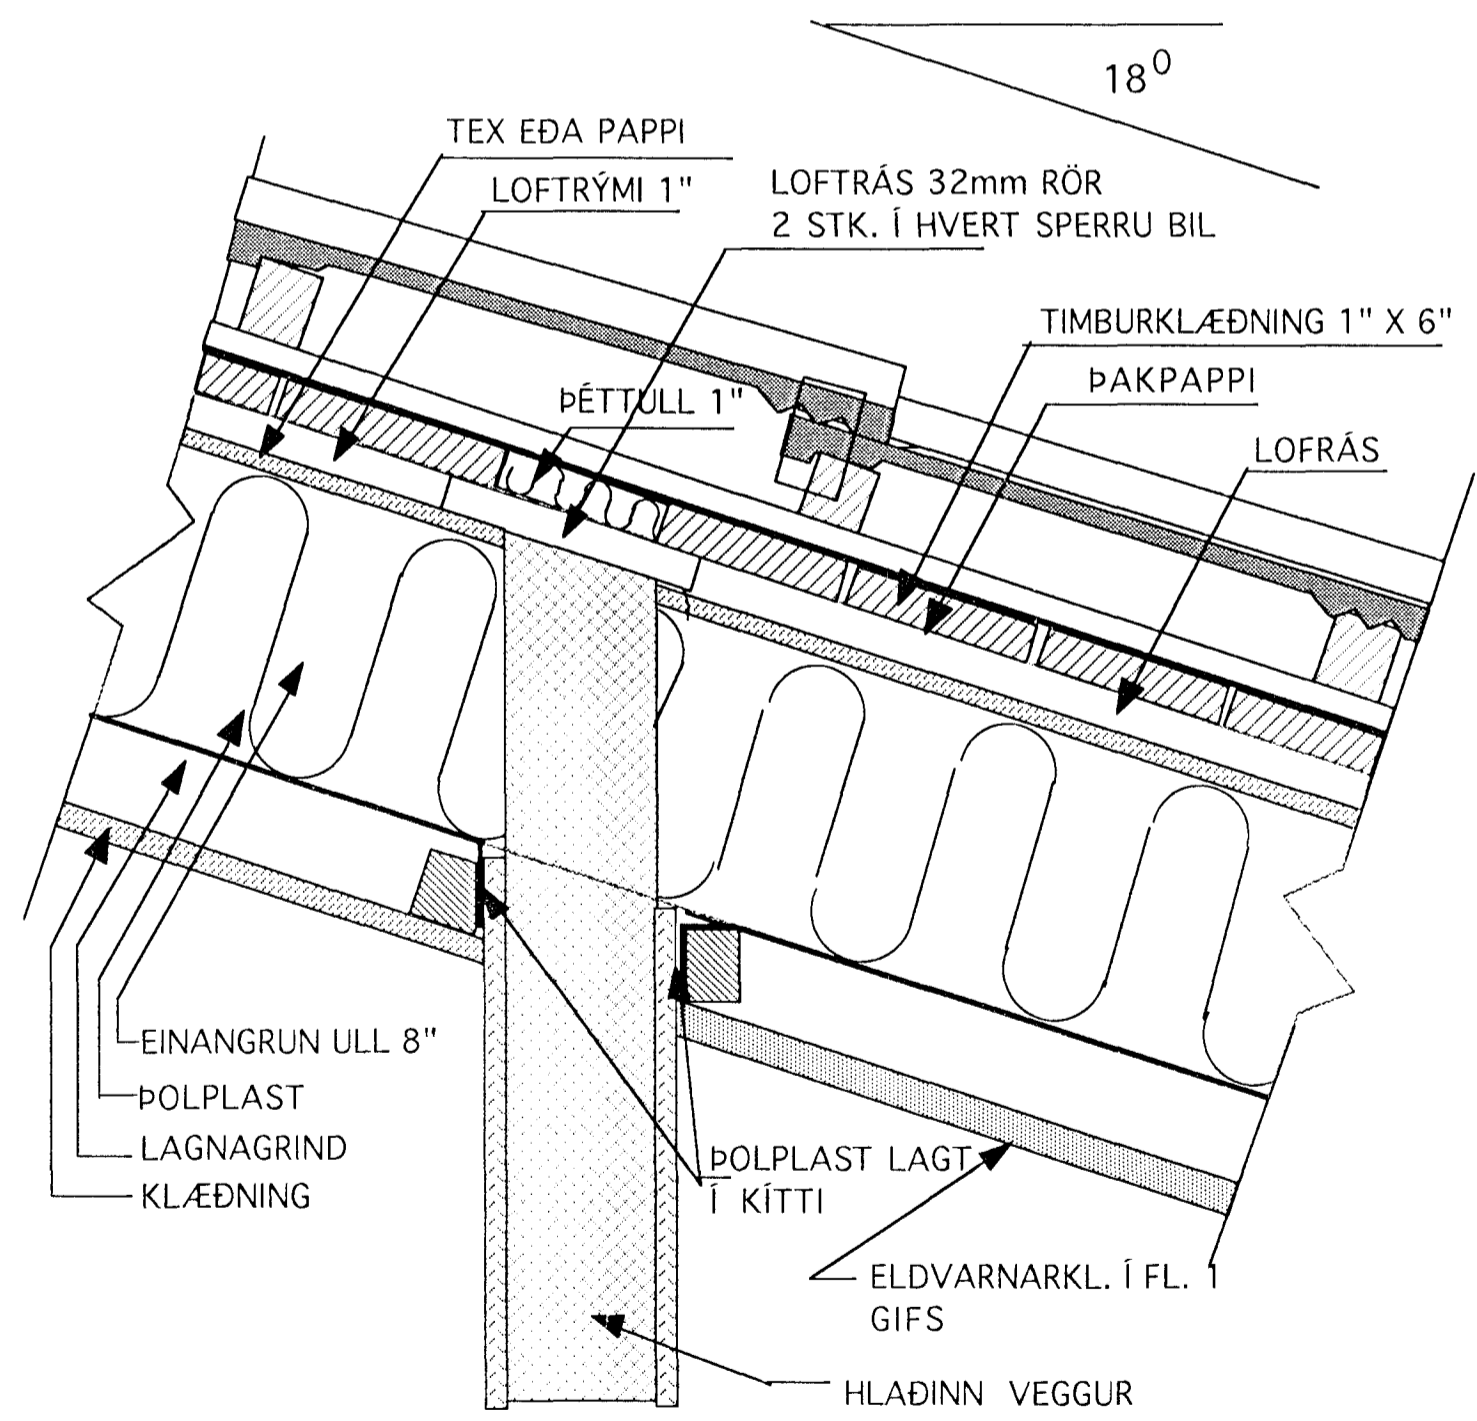 18⁰
TEX EÐA PAPPI
LOFTRÝMI 1"
LOFTRÁS 32mm RÖR
2 STK. Í HVERT SPERRU BIL
TIMBURKLÆÐNING 1" X 6"
ÞAKPAPPI
ÞÉTTULL 1"
LOFRÁS
EINANGRUN ULL 8"
ÞOLPLAST
LAGNAGRIND
KLÆÐNING
ÞOLPLAST LAGT
Í KÍTTI
ELDVARNARKL. Í FL. 1
GIFS
HLAÐINN VEGGUR